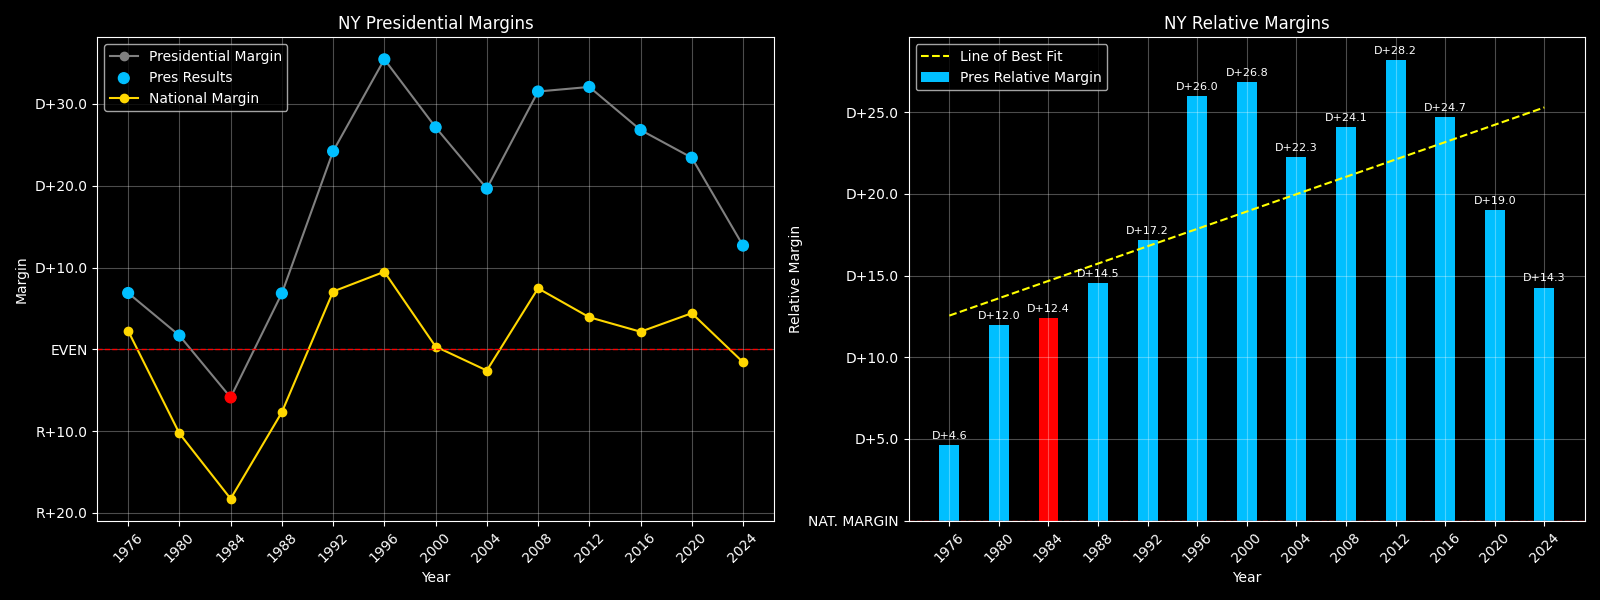 NY Presidential Margins
Presidential Margin
Pres Results
National Margin
Margin
D+30.0
D+20.0
D+10.0
EVEN
R+10.0
R+20.0
1976
1980
1984
1988
1992
1996
2000
2004
2008
2012
2016
2020
2024
Year
NY Relative Margins
Line of Best Fit
Pres Relative Margin
Relative Margin
D+25.0
D+20.0
D+15.0
D+10.0
D+5.0
NAT. MARGIN
D+4.6
D+12.0
D+12.4
D+14.5
D+17.2
D+26.0
D+26.8
D+22.3
D+24.1
D+28.2
D+24.7
D+19.0
D+14.3
1976
1980
1984
1988
1992
1996
2000
2004
2008
2012
2016
2020
2024
Year